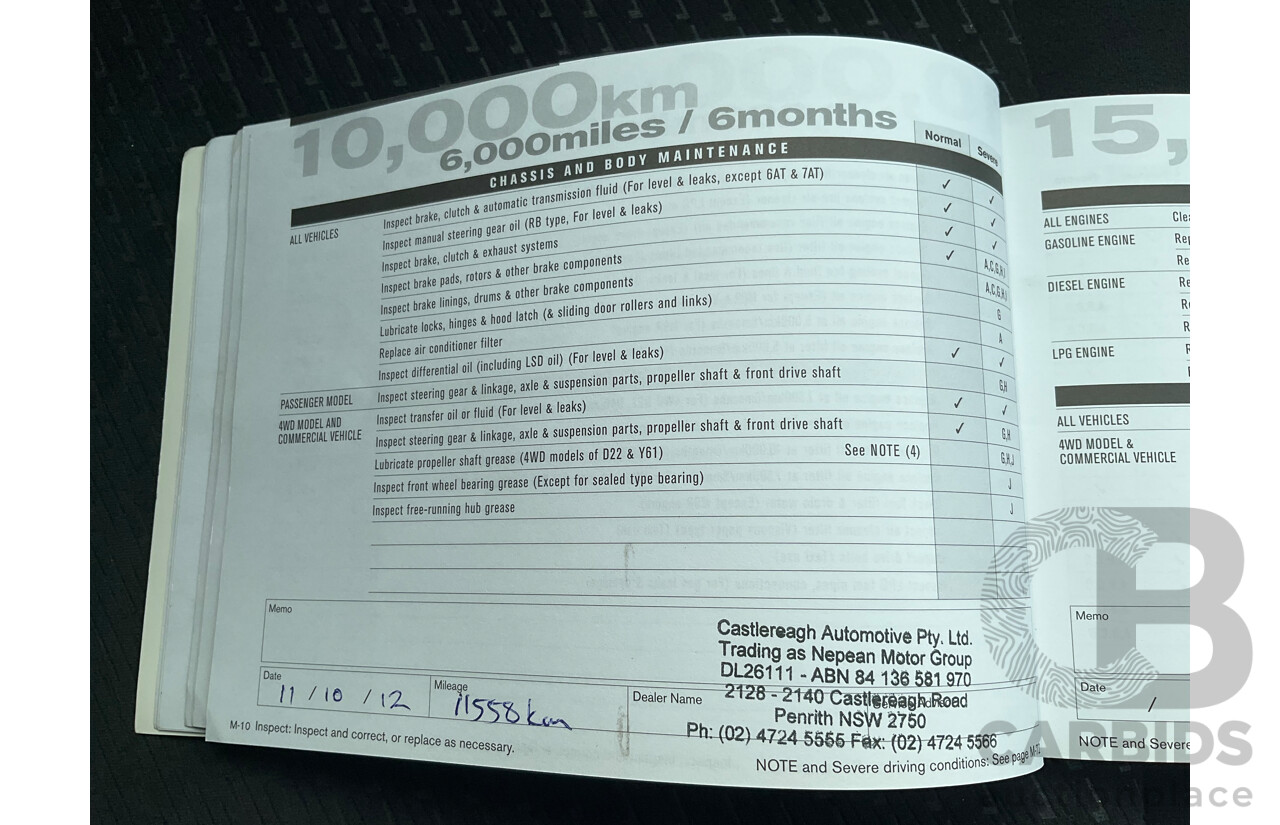 10,000km
6,000miles / 6months
CHASSIS AND BODY MAINTENANCE
Normal
Severe
ALL VEHICLES
Inspect brake, clutch & automatic transmission fluid (For level & leaks, except 6AT & 7AT) ✓ ✓
Inspect manual steering gear oil (RB type, For level & leaks) ✓ ✓
Inspect brake, clutch & exhaust systems ✓ ✓
Inspect brake pads, rotors & other brake components ✓ A,C,G,H,I
Inspect brake linings, drums & other brake components A,C,G,H,I
Lubricate locks, hinges & hood latch (& sliding door rollers and links) G
Replace air conditioner filter A
Inspect differential oil (including LSD oil) (For level & leaks) ✓ ✓
PASSENGER MODEL Inspect steering gear & linkage, axle & suspension parts, propeller shaft & front drive shaft G,H
4WD MODEL AND
COMMERCIAL VEHICLE
Inspect transfer oil or fluid (For level & leaks) ✓ ✓
Inspect steering gear & linkage, axle & suspension parts, propeller shaft & front drive shaft ✓ G,H
Lubricate propeller shaft grease (4WD models of D22 & Y61) See NOTE (4) G,H,J
Inspect front wheel bearing grease (Except for sealed type bearing) J
Inspect free-running hub grease J
Memo
Castlereagh Automotive Pty. Ltd.
Trading as Nepean Motor Group
DL26111 - ABN 84 136 581 970
2128 - 2140 Castlereagh Road
Penrith NSW 2750
Ph: (02) 4724 5555 Fax: (02) 4724 5566
Date
11 / 10 / 12
Mileage
11558 km
Dealer Name
M-10 Inspect: Inspect and correct, or replace as necessary.
NOTE and Severe driving conditions: See page
15,
ALL ENGINES
GASOLINE ENGINE
DIESEL ENGINE
LPG ENGINE
ALL VEHICLES
4WD MODEL &
COMMERCIAL VEHICLE
Memo
Date
/
NOTE and Severe
CB
CARBIDS
auctionplace